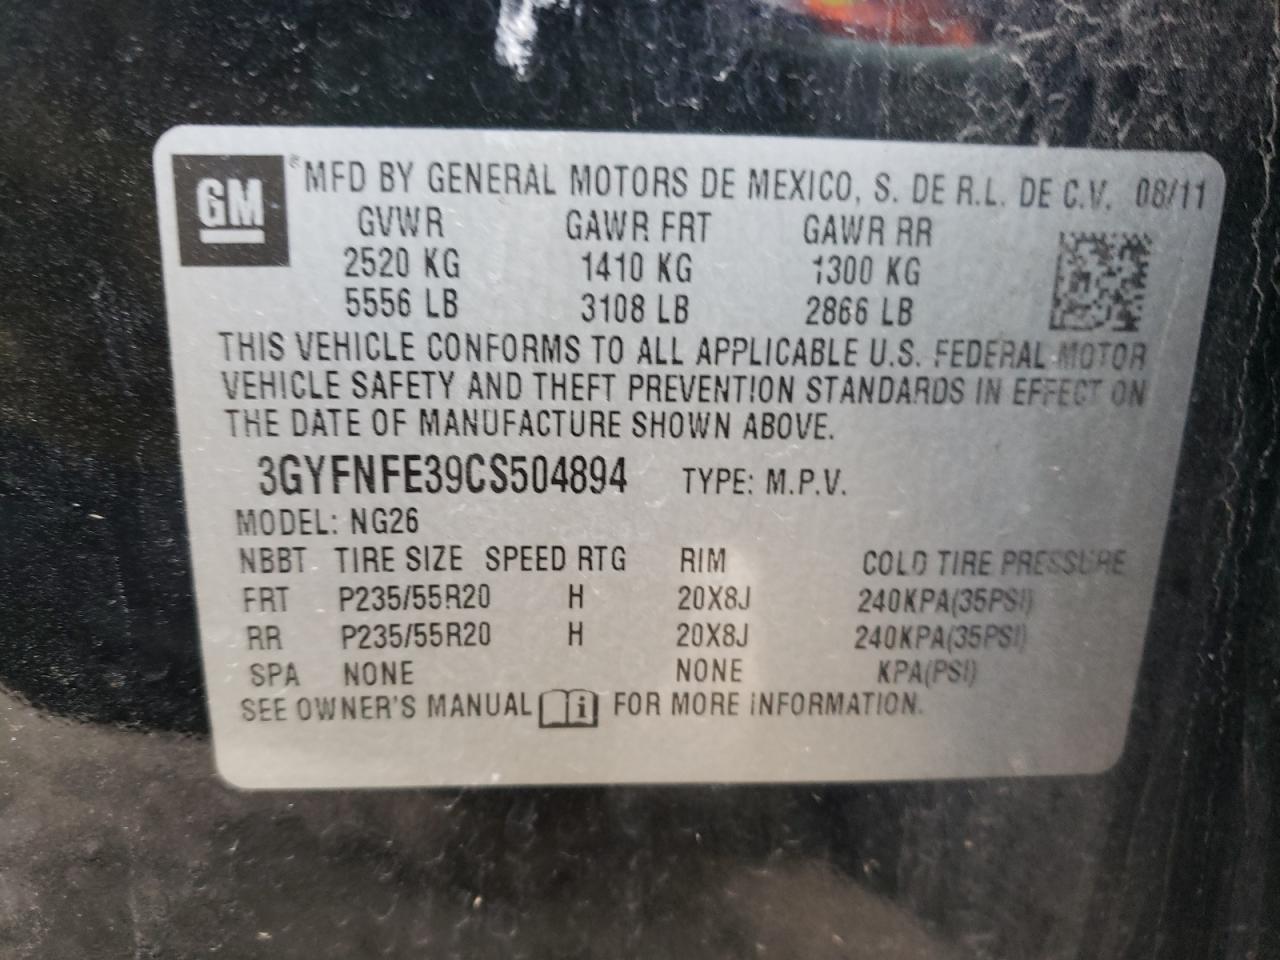 GM ® MFD BY GENERAL MOTORS DE MEXICO, S. DE R.L. DE C.V. 08/11
GVWR GAWR FRT GAWR RR
2520 KG 1410 KG 1300 KG
5556 LB 3108 LB 2866 LB
THIS VEHICLE CONFORMS TO ALL APPLICABLE U.S. FEDERAL MOTOR
VEHICLE SAFETY AND THEFT PREVENTION STANDARDS IN EFFECT ON
THE DATE OF MANUFACTURE SHOWN ABOVE.
3GYFNFE39CS504894 TYPE: M.P.V.
MODEL: NG26
NBBT TIRE SIZE SPEED RTG RIM COLD TIRE PRESSURE
FRT P235/55R20 H 20X8J 240KPA(35PSI)
RR P235/55R20 H 20X8J 240KPA(35PSI)
SPA NONE NONE KPA(PSI)
SEE OWNER'S MANUAL i FOR MORE INFORMATION.